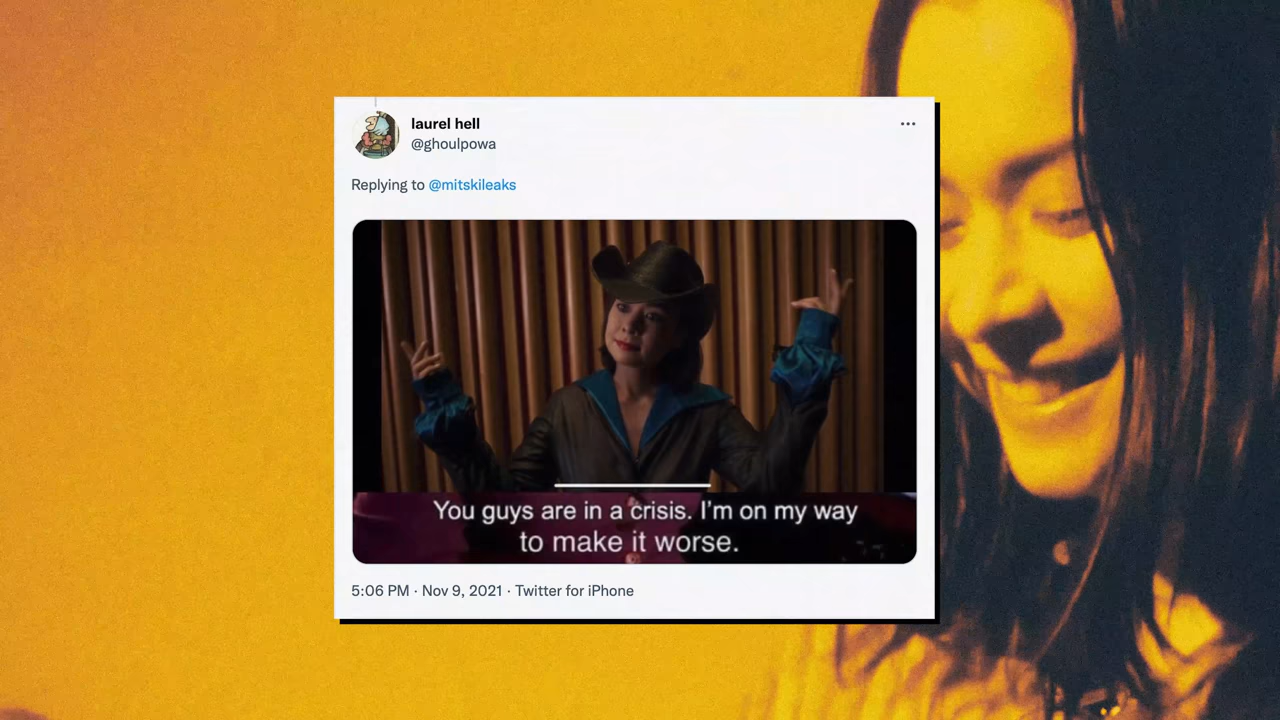 laurel hell
@ghoulpowa
Replying to @mitskileaks
You guys are in a crisis. I'm on my way
to make it worse.
5:06 PM · Nov 9, 2021 · Twitter for iPhone